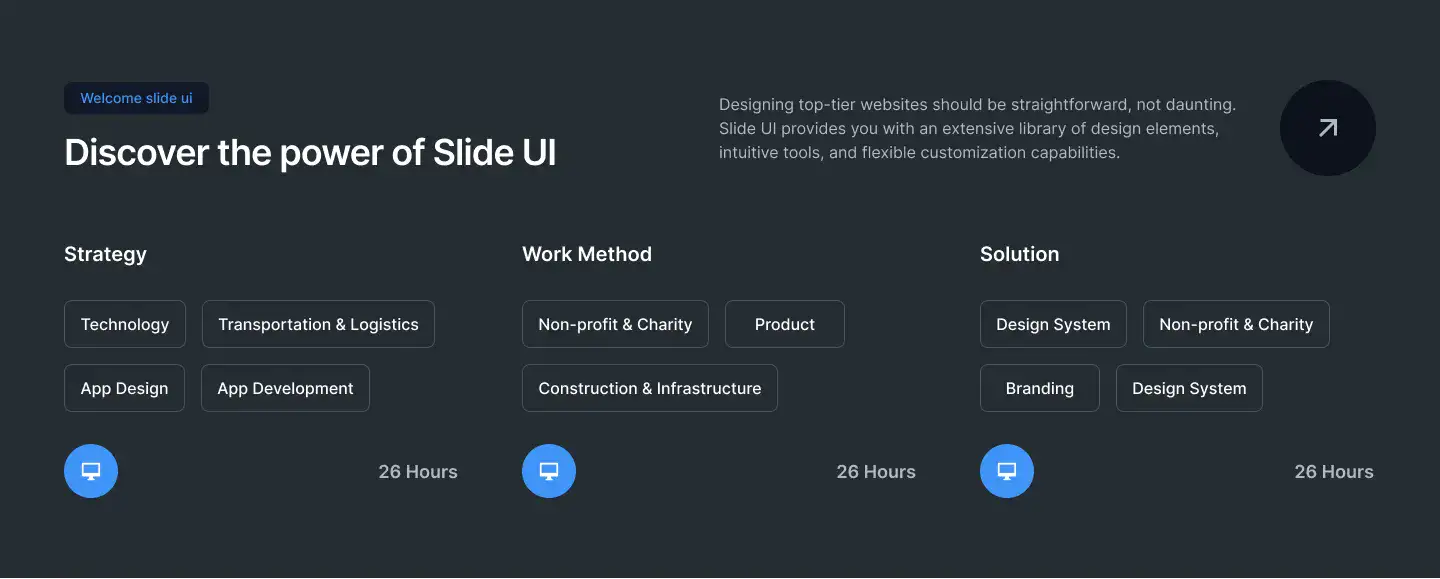 Welcome slide ui
Discover the power of Slide UI
Designing top-tier websites should be straightforward, not daunting.
Slide UI provides you with an extensive library of design elements,
intuitive tools, and flexible customization capabilities.
Strategy
Technology
Transportation & Logistics
App Design
App Development
26 Hours
Work Method
Non-profit & Charity
Product
Construction & Infrastructure
26 Hours
Solution
Design System
Non-profit & Charity
Branding
Design System
26 Hours